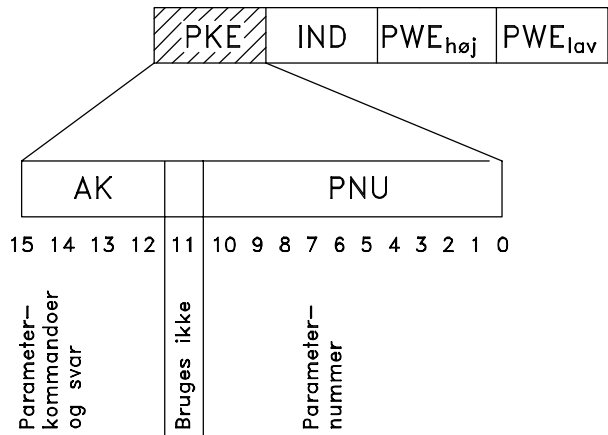 PKE IND PWEhøj PWElav
AK PNU
15 14 13 12 11 10 9 8 7 6 5 4 3 2 1 0
Parameter–
kommandoer
og svar
Bruges ikke
Parameter–
nummer